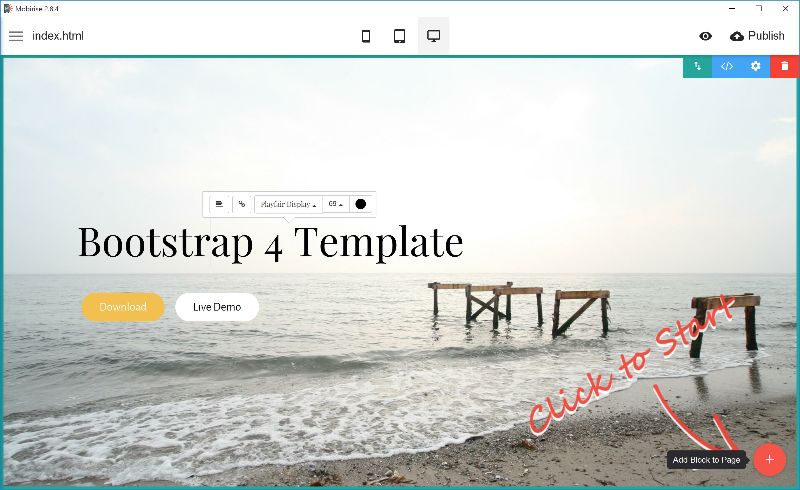 Mobirise 2.8.4
index.html
Publish
</>
Playfair Display
69
Bootstrap 4 Template
Download
Live Demo
Click to Start
Add Block to Page
+